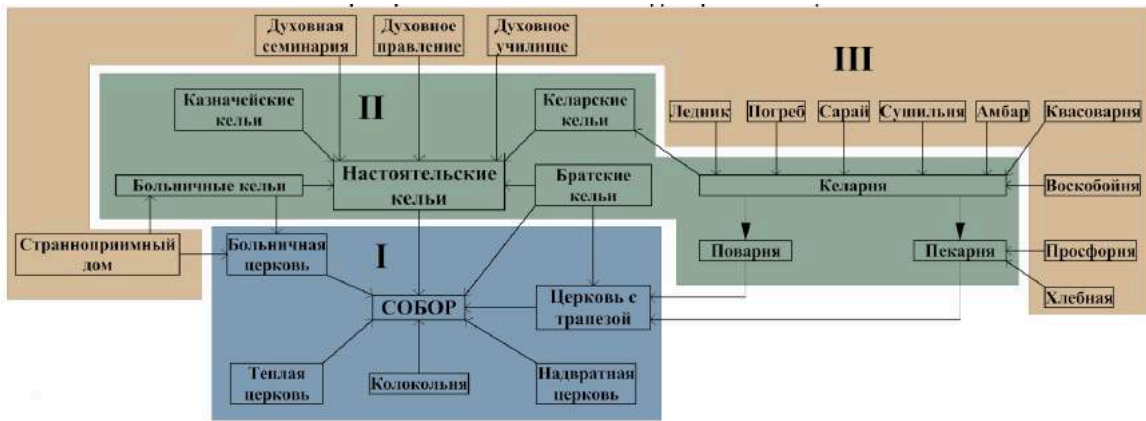 Духовная
семинария
Духовное
правление
Духовное
училище
III
II
Казначейские
кельи
Келарские
кельи
Ледник
Погреб
Сарай
Сушильня
Амбар
Квасоварня
Настоятельские
кельи
Братские
кельи
Больничные кельи
Келарня
Воскобойня
Странноприимный
дом
Больничная
церковь
I
Поварня
Пекарня
Просфорня
СОБОР
Церковь с
трапезой
Хлебная
Теплая
церковь
Колокольня
Надвратная
церковь